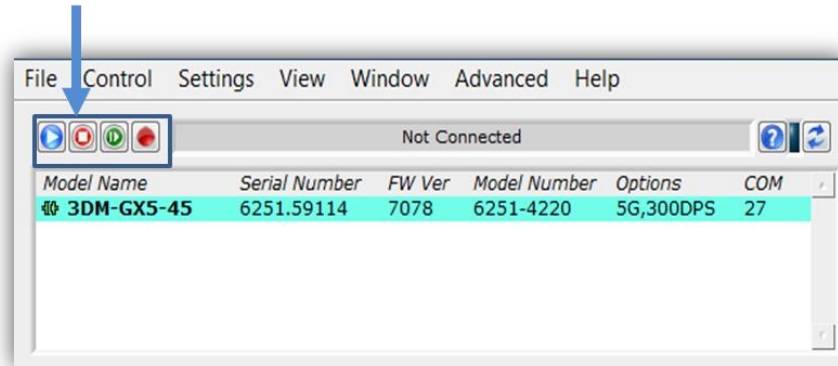 File Control Settings View Window Advanced Help
Not Connected
Model Name Serial Number FW Ver Model Number Options COM
3DM-GX5-45 6251.59114 7078 6251-4220 5G,300DPS 27